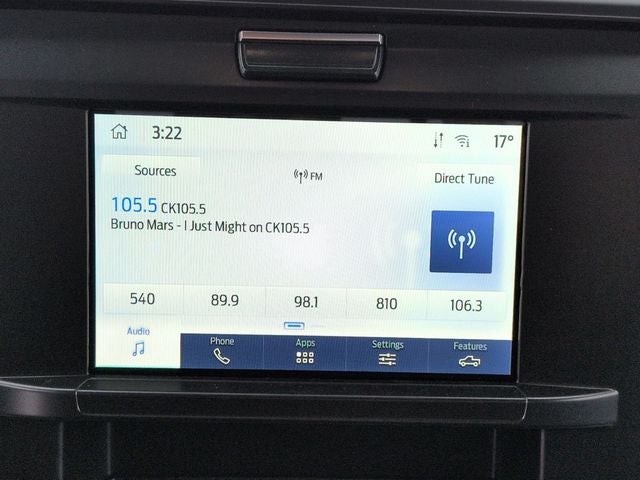 3:22
17°
Sources
FM
Direct Tune
105.5 CK105.5
Bruno Mars - I Just Might on CK105.5
540 89.9 98.1 810 106.3
Audio Phone Apps Settings Features